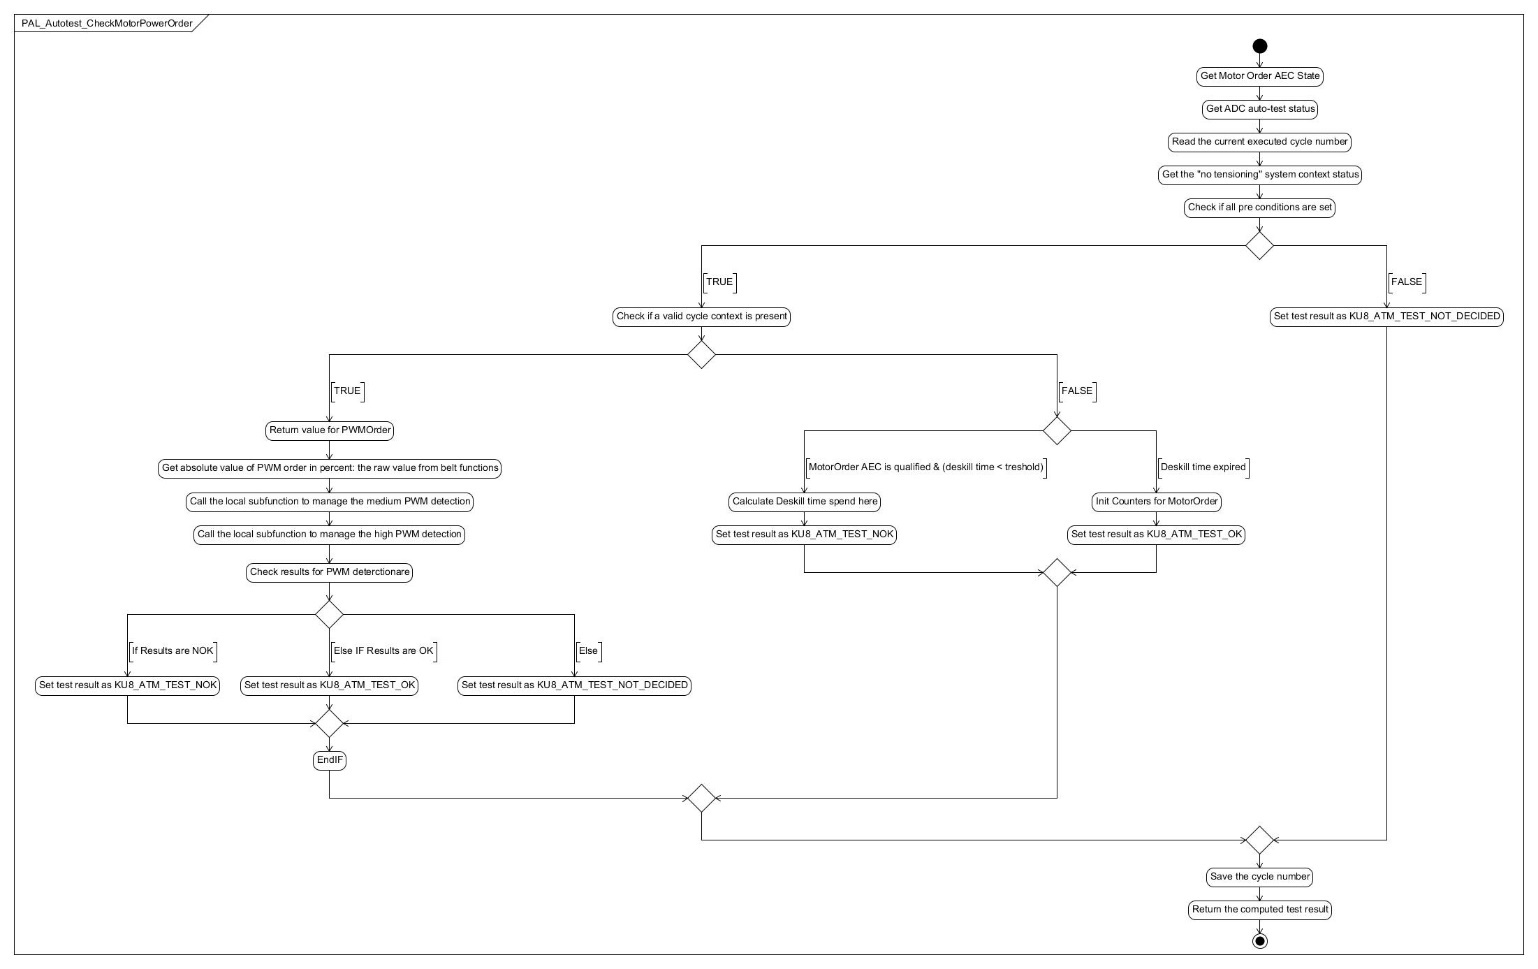 PAL_Autotest_CheckMotorPowerOrder
Get Motor Order AEC State
Get ADC auto-test status
Read the current executed cycle number
Get the "no tensioning" system context status
Check if all pre conditions are set
[TRUE]
[FALSE]
Check if a valid cycle context is present
Set test result as KU8_ATM_TEST_NOT_DECIDED
[TRUE]
[FALSE]
Return value for PWMOrder
Get absolute value of PWM order in percent: the raw value from belt functions
[MotorOrder AEC is qualified & (deskill time < treshold)]
[Deskill time expired]
Call the local subfunction to manage the medium PWM detection
Calculate Deskill time spend here
Init Counters for MotorOrder
Call the local subfunction to manage the high PWM detection
Set test result as KU8_ATM_TEST_NOK
Set test result as KU8_ATM_TEST_OK
Check results for PWM deterctionare
[If Results are NOK]
[Else IF Results are OK]
[Else]
Set test result as KU8_ATM_TEST_NOK
Set test result as KU8_ATM_TEST_OK
Set test result as KU8_ATM_TEST_NOT_DECIDED
EndIF
Save the cycle number
Return the computed test result